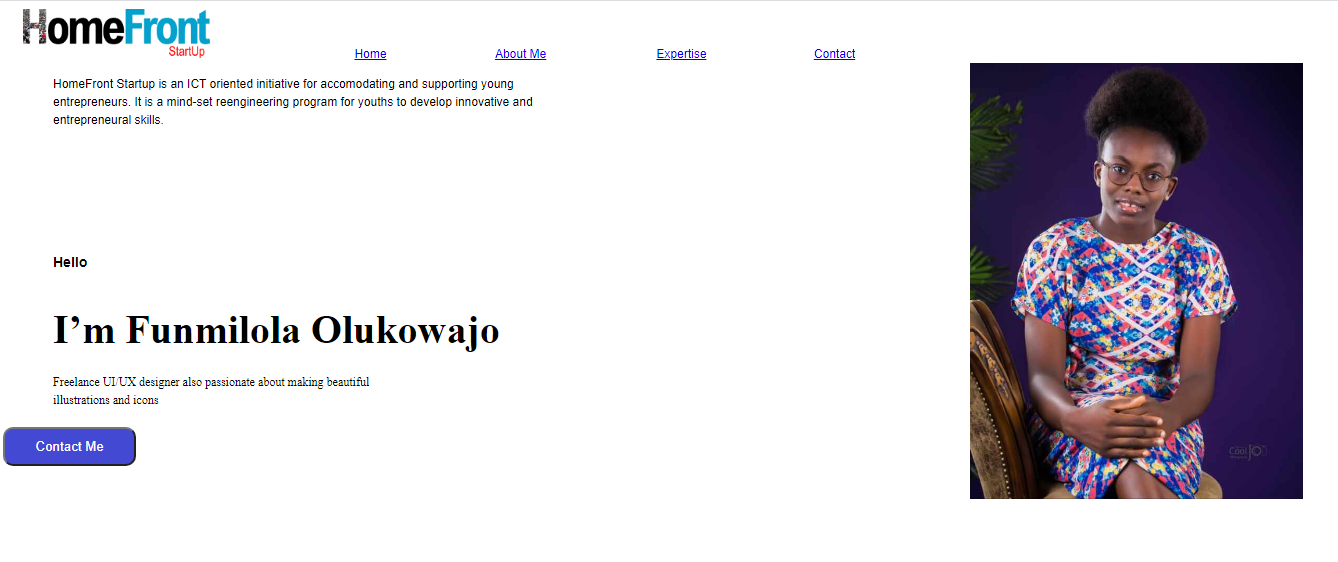 HomeFront
StartUp
Home About Me Expertise Contact
HomeFront Startup is an ICT oriented initiative for accomodating and supporting young
entrepreneurs. It is a mind-set reengineering program for youths to develop innovative and
entrepreneural skills.
Hello
I’m Funmilola Olukowajo
Freelance UI/UX designer also passionate about making beautiful
illustrations and icons
Contact Me
Cool